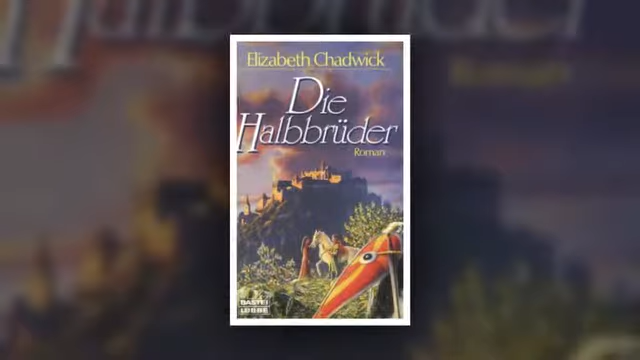 Elizabeth Chadwick
Die
Halbbrüder
Roman
BASTEI
LÜBBE